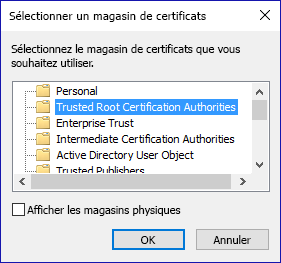 Sélectionner un magasin de certificats
Sélectionnez le magasin de certificats que vous
souhaitez utiliser.
Personal
Trusted Root Certification Authorities
Enterprise Trust
Intermediate Certification Authorities
Active Directory User Object
Trusted Publishers
Afficher les magasins physiques
OK
Annuler